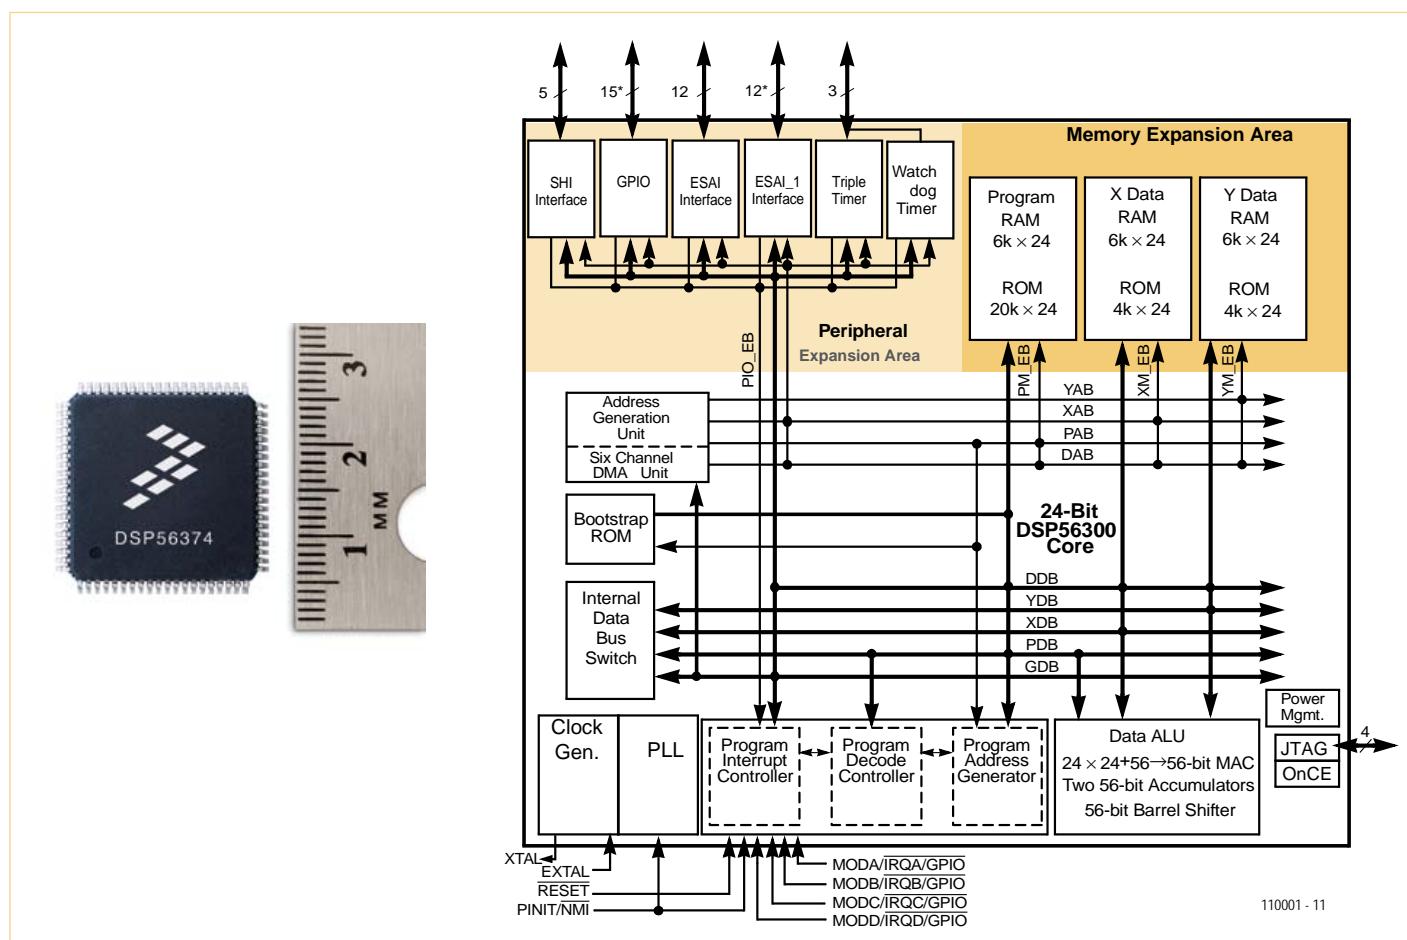 5
15*
12
12*
3
Memory Expansion Area
SHI
Interface
GPIO
ESAI
Interface
ESAI_1
Interface
Triple
Timer
Watch
dog
Timer
Program
RAM
6k × 24
ROM
20k × 24
X Data
RAM
6k × 24
ROM
4k × 24
Y Data
RAM
6k × 24
ROM
4k × 24
Peripheral
Expansion Area
PIO_EB
PM_EB
XM_EB
YM_EB
Address
Generation
Unit
Six Channel
DMA Unit
YAB
XAB
PAB
DAB
Bootstrap
ROM
24-Bit
DSP56300
Core
Internal
Data
Bus
Switch
DDB
YDB
XDB
PDB
GDB
DSP56374
3
2
1
MM
Clock
Gen.
PLL
Program
Interrupt
Controller
Program
Decode
Controller
Program
Address
Generator
Data ALU
24 × 24+56→56-bit MAC
Two 56-bit Accumulators
56-bit Barrel Shifter
Power
Mgmt.
JTAG
OnCE
4
XTAL
EXTAL
RESET
PINIT/NMI
MODA/IRQA/GPIO
MODB/IRQB/GPIO
MODC/IRQC/GPIO
MODD/IRQD/GPIO
110001 - 11